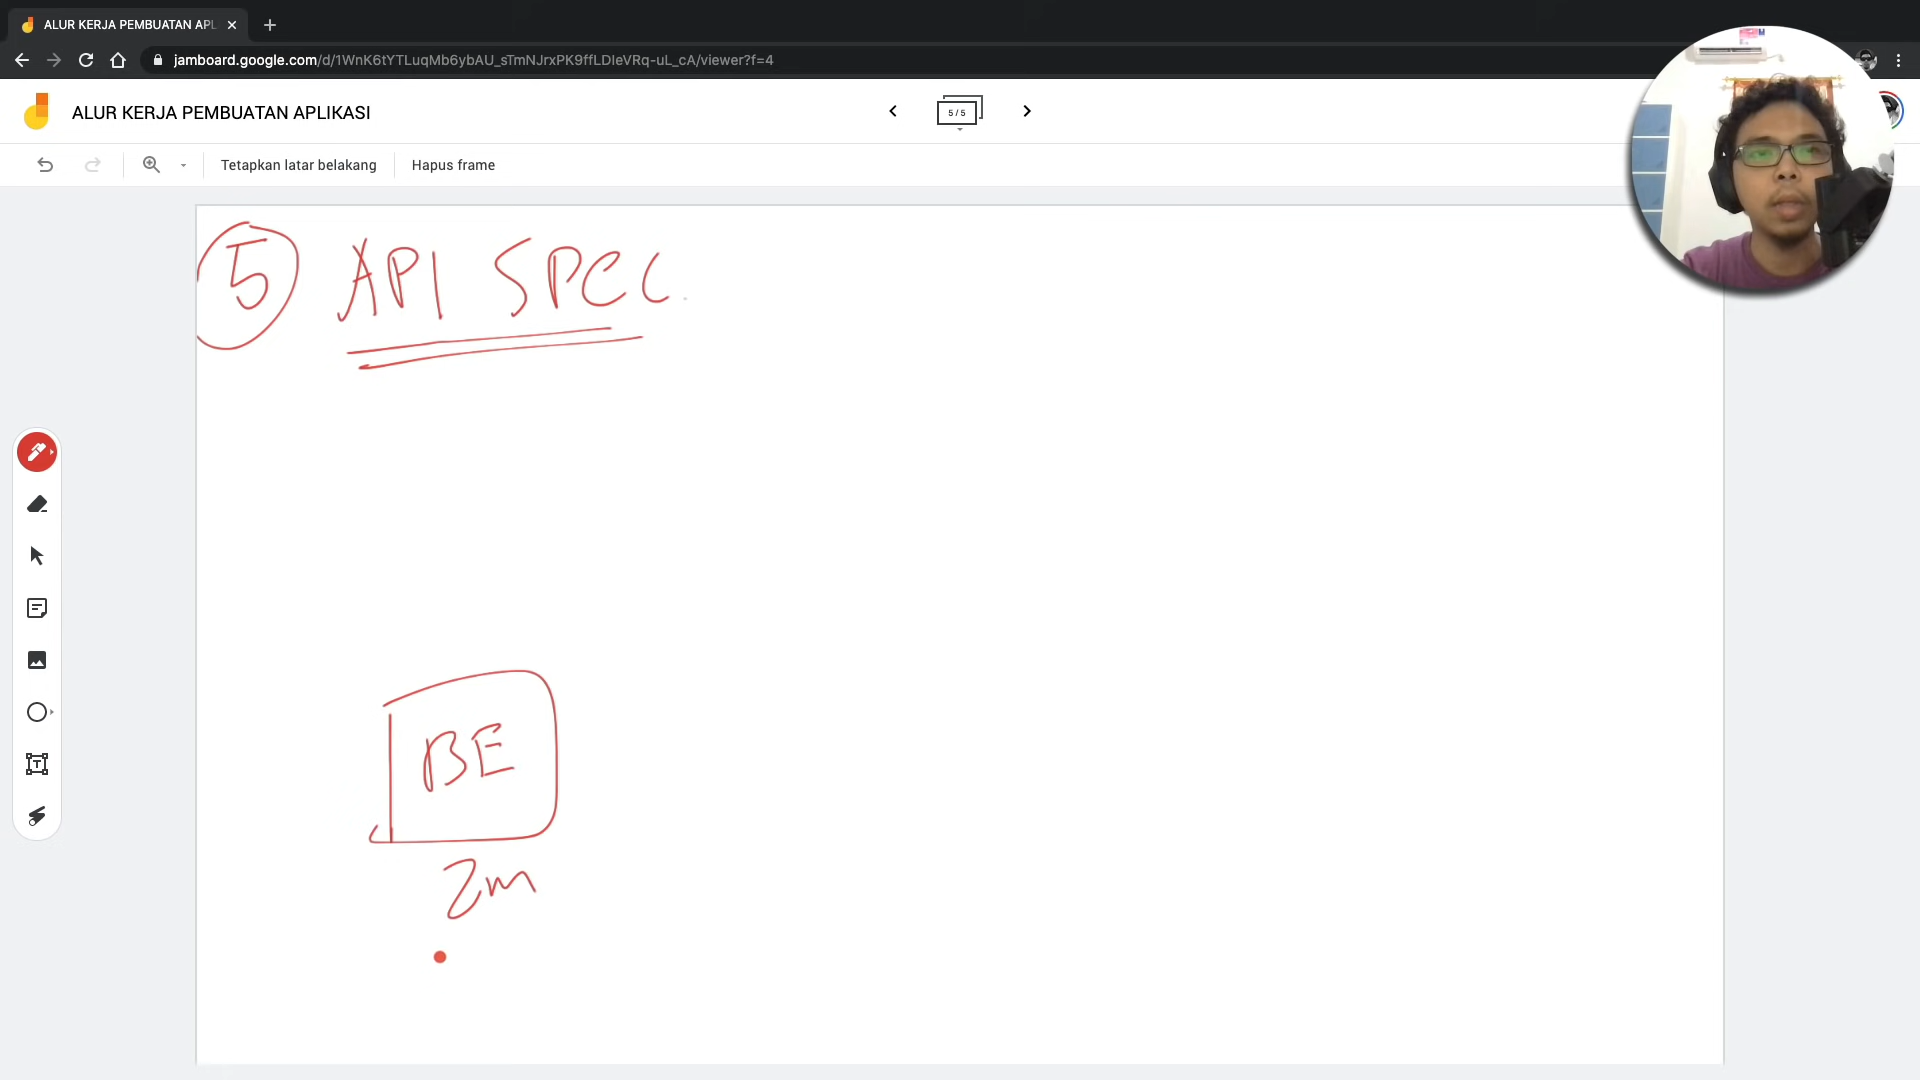 ALUR KERJA PEMBUATAN APL
jamboard.google.com/d/1WnK6tYTLuqMb6ybAU_sTmNJrxPK9ffLDIeVRq-uL_cA/viewer?f=4
ALUR KERJA PEMBUATAN APLIKASI
5 / 5
Tetapkan latar belakang
Hapus frame
5 API SPEC
BE
2m